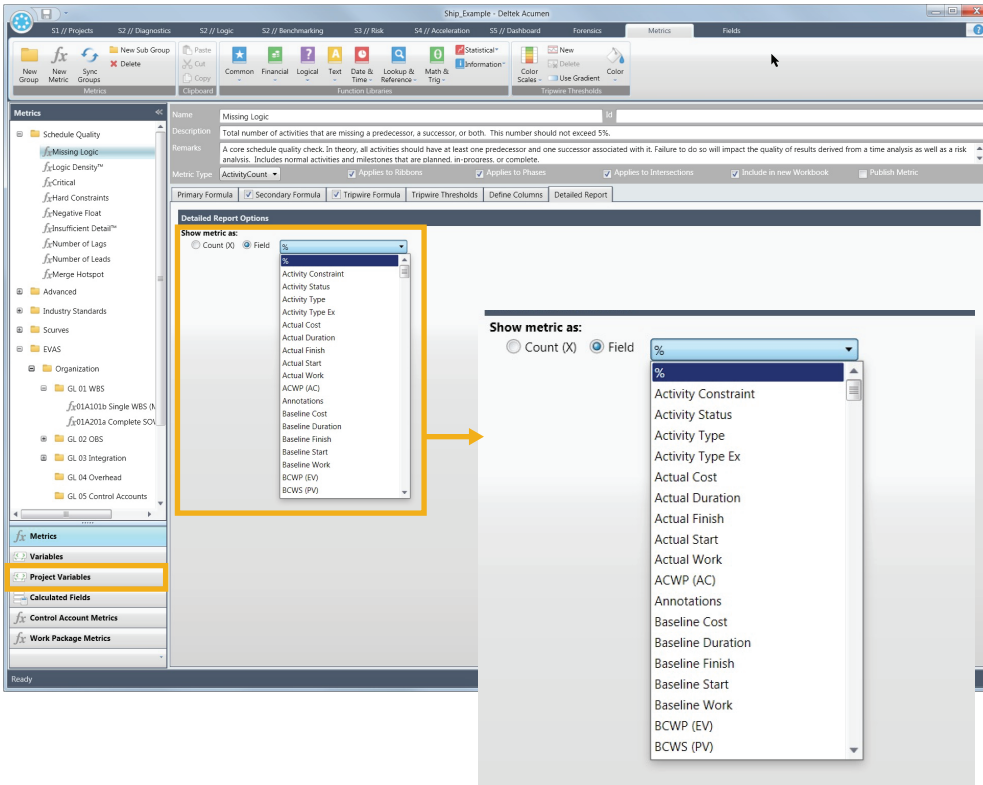 Ship_Example - Deltek Acumen
S1 // Projects S2 // Diagnostics S2 // Logic S2 // Benchmarking S3 // Risk S4 // Acceleration S5 // Dashboard Forensics Metrics Fields
New Group New Metric Sync Groups New Sub Group Delete
Metrics
Paste Cut Copy
Clipboard
Common Financial Logical Text Date & Time Lookup & Reference Math & Trig Statistical Information
Function Libraries
Color Scales New Delete Use Gradient Color
Tripwire Thresholds
Metrics
Schedule Quality
Missing Logic
Logic Density™
Critical
Hard Constraints
Negative Float
Insufficient Detail™
Number of Lags
Number of Leads
Merge Hotspot
Advanced
Industry Standards
Scurves
EVAS
Organization
GL 01 WBS
01A101b Single WBS (
01A201a Complete SO
GL 02 OBS
GL 03 Integration
GL 04 Overhead
GL 05 Control Accounts
Metrics
Variables
Project Variables
Calculated Fields
Control Account Metrics
Work Package Metrics
Ready
Name Missing Logic Id
Description Total number of activities that are missing a predecessor, a successor, or both. This number should not exceed 5%.
Remarks A core schedule quality check. In theory, all activities should have at least one predecessor and one successor associated with it. Failure to do so will impact the quality of results derived from a time analysis as well as a risk
analysis. Includes normal activities and milestones that are planned, in-progress, or complete.
Metric Type ActivityCount Applies to Ribbons Applies to Phases Applies to Intersections Include in new Workbook Publish Metric
Primary Formula Secondary Formula Tripwire Formula Tripwire Thresholds Define Columns Detailed Report
Detailed Report Options
Show metric as:
Count (X) Field %
%
Activity Constraint
Activity Status
Activity Type
Activity Type Ex
Actual Cost
Actual Duration
Actual Finish
Actual Start
Actual Work
ACWP (AC)
Annotations
Baseline Cost
Baseline Duration
Baseline Finish
Baseline Start
Baseline Work
BCWP (EV)
BCWS (PV)
Show metric as:
Count (X) Field %
%
Activity Constraint
Activity Status
Activity Type
Activity Type Ex
Actual Cost
Actual Duration
Actual Finish
Actual Start
Actual Work
ACWP (AC)
Annotations
Baseline Cost
Baseline Duration
Baseline Finish
Baseline Start
Baseline Work
BCWP (EV)
BCWS (PV)